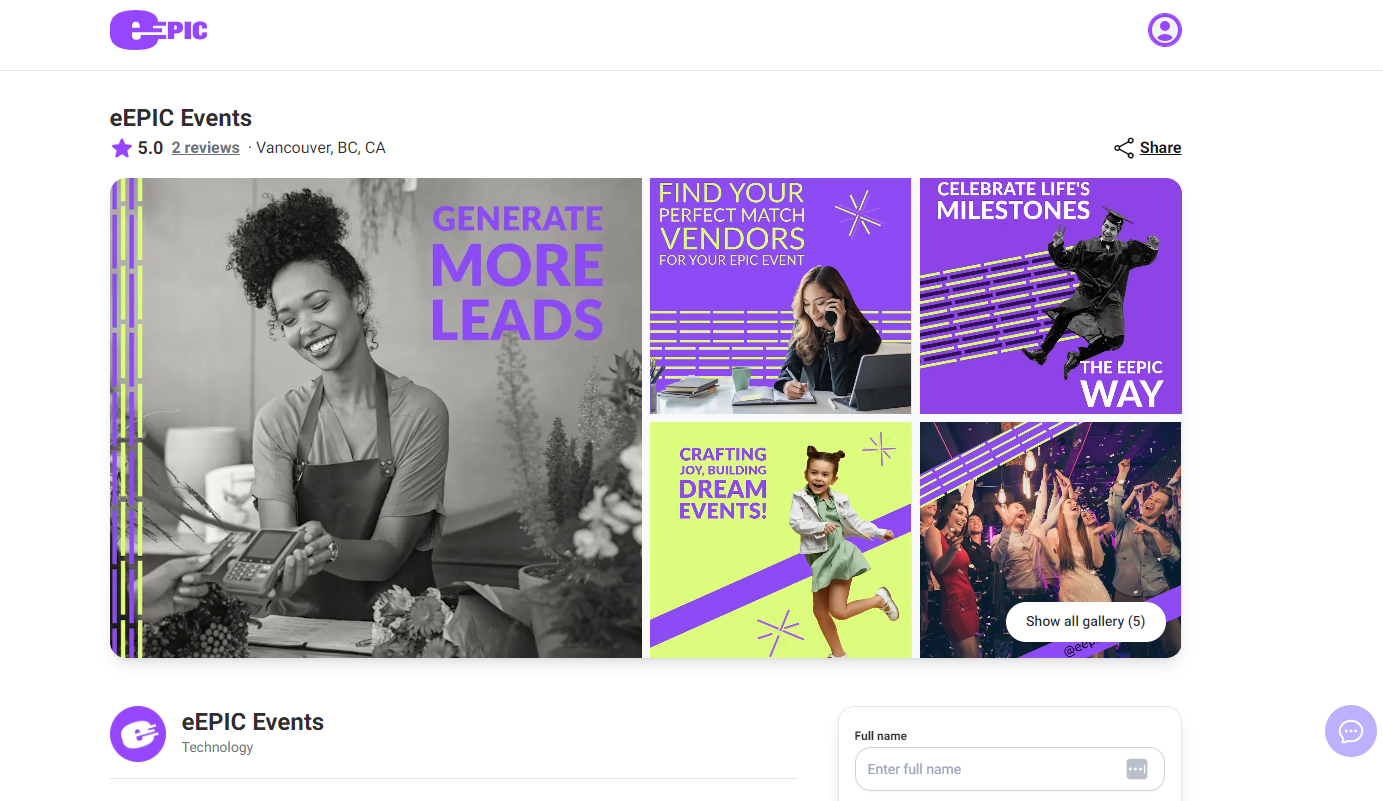 eEPIC
eEPIC Events
5.0 2 reviews · Vancouver, BC, CA
Share
GENERATE
MORE
LEADS
FIND YOUR
PERFECT MATCH
VENDORS
FOR YOUR EPIC EVENT
CELEBRATE LIFE'S
MILESTONES
THE EEPIC
WAY
CRAFTING
JOY, BUILDING
DREAM
EVENTS!
Show all gallery (5)
eEPIC Events
Technology
Full name
Enter full name